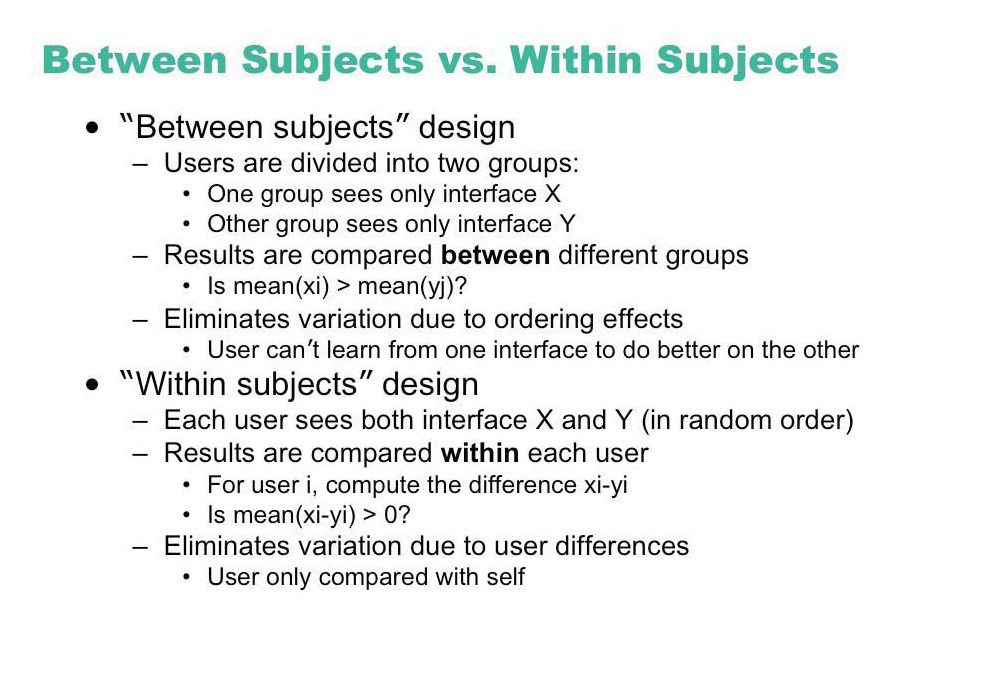 Between Subjects vs. Within Subjects
• “Between subjects” design
– Users are divided into two groups:
• One group sees only interface X
• Other group sees only interface Y
– Results are compared between different groups
• Is mean(xi) > mean(yj)?
– Eliminates variation due to ordering effects
• User can’t learn from one interface to do better on the other
• “Within subjects” design
– Each user sees both interface X and Y (in random order)
– Results are compared within each user
• For user i, compute the difference xi-yi
• Is mean(xi-yi) > 0?
– Eliminates variation due to user differences
• User only compared with self